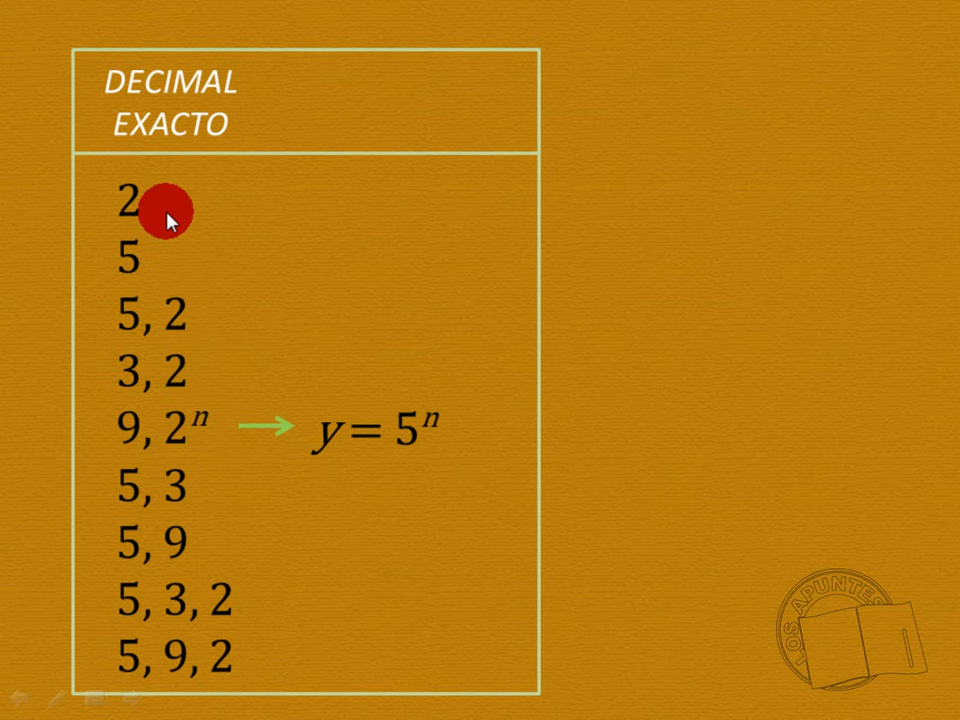 DECIMAL
EXACTO
2
5
5, 2
3, 2
9, 2ⁿ → y = 5ⁿ
5, 3
5, 9
5, 3, 2
5, 9, 2
LOS APUNTES